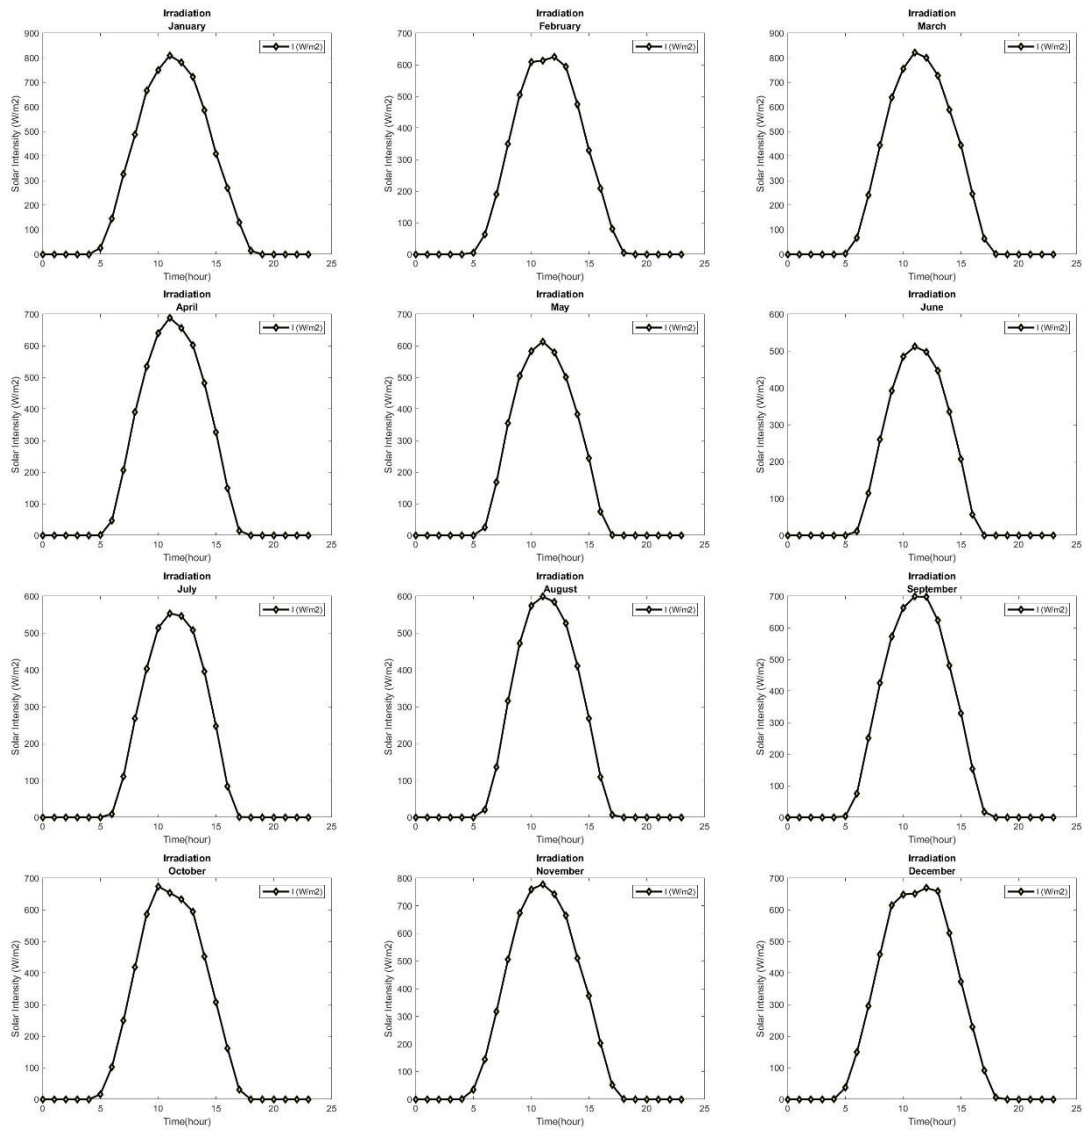 Irradiation
January
I (W/m2)
Solar Intensity (W/m2)
900
800
700
600
500
400
300
200
100
0
0 5 10 15 20 25
Time(hour)
Irradiation
February
I (W/m2)
Solar Intensity (W/m2)
700
600
500
400
300
200
100
0
0 5 10 15 20 25
Time(hour)
Irradiation
March
I (W/m2)
Solar Intensity (W/m2)
900
800
700
600
500
400
300
200
100
0
0 5 10 15 20 25
Time(hour)
Irradiation
April
I (W/m2)
Solar Intensity (W/m2)
700
600
500
400
300
200
100
0
0 5 10 15 20 25
Time(hour)
Irradiation
May
I (W/m2)
Solar Intensity (W/m2)
700
600
500
400
300
200
100
0
0 5 10 15 20 25
Time(hour)
Irradiation
June
I (W/m2)
Solar Intensity (W/m2)
600
500
400
300
200
100
0
0 5 10 15 20 25
Time(hour)
Irradiation
July
I (W/m2)
Solar Intensity (W/m2)
600
500
400
300
200
100
0
0 5 10 15 20 25
Time(hour)
Irradiation
August
I (W/m2)
Solar Intensity (W/m2)
600
500
400
300
200
100
0
0 5 10 15 20 25
Time(hour)
Irradiation
September
I (W/m2)
Solar Intensity (W/m2)
700
600
500
400
300
200
100
0
0 5 10 15 20 25
Time(hour)
Irradiation
October
I (W/m2)
Solar Intensity (W/m2)
700
600
500
400
300
200
100
0
0 5 10 15 20 25
Time(hour)
Irradiation
November
I (W/m2)
Solar Intensity (W/m2)
800
700
600
500
400
300
200
100
0
0 5 10 15 20 25
Time(hour)
Irradiation
December
I (W/m2)
Solar Intensity (W/m2)
700
600
500
400
300
200
100
0
0 5 10 15 20 25
Time(hour)